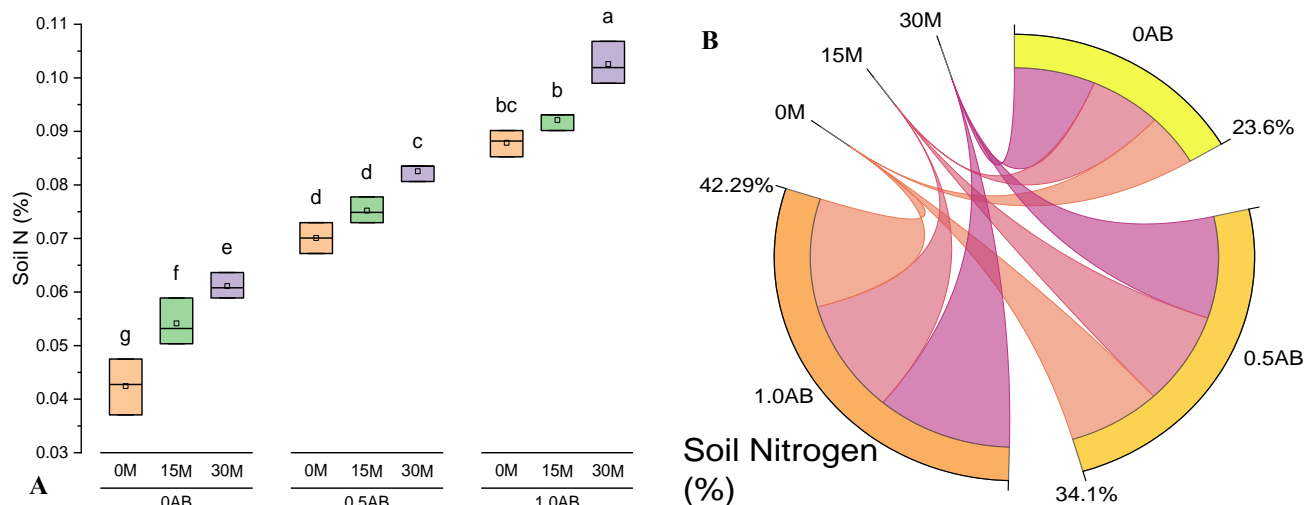 0.11
0.10
0.09
0.08
0.07
0.06
0.05
0.04
0.03
Soil N (%)
g
f
e
d
d
c
bc
b
a
0M 15M 30M 0M 15M 30M 0M 15M 30M
0AB 0.5AB 1.0AB
A
B
30M
15M
0M
0AB
23.6%
42.29%
0.5AB
1.0AB
34.1%
Soil Nitrogen
(%)